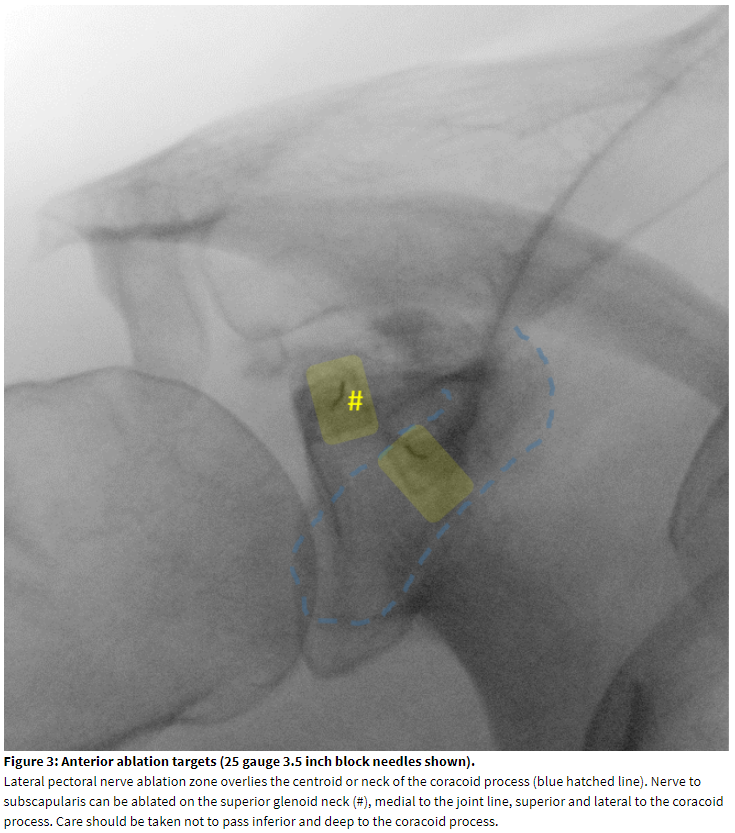 #
Figure 3: Anterior ablation targets (25 gauge 3.5 inch block needles shown).
Lateral pectoral nerve ablation zone overlies the centroid or neck of the coracoid process (blue hatched line). Nerve to
subscapularis can be ablated on the superior glenoid neck (#), medial to the joint line, superior and lateral to the coracoid
process. Care should be taken not to pass inferior and deep to the coracoid process.